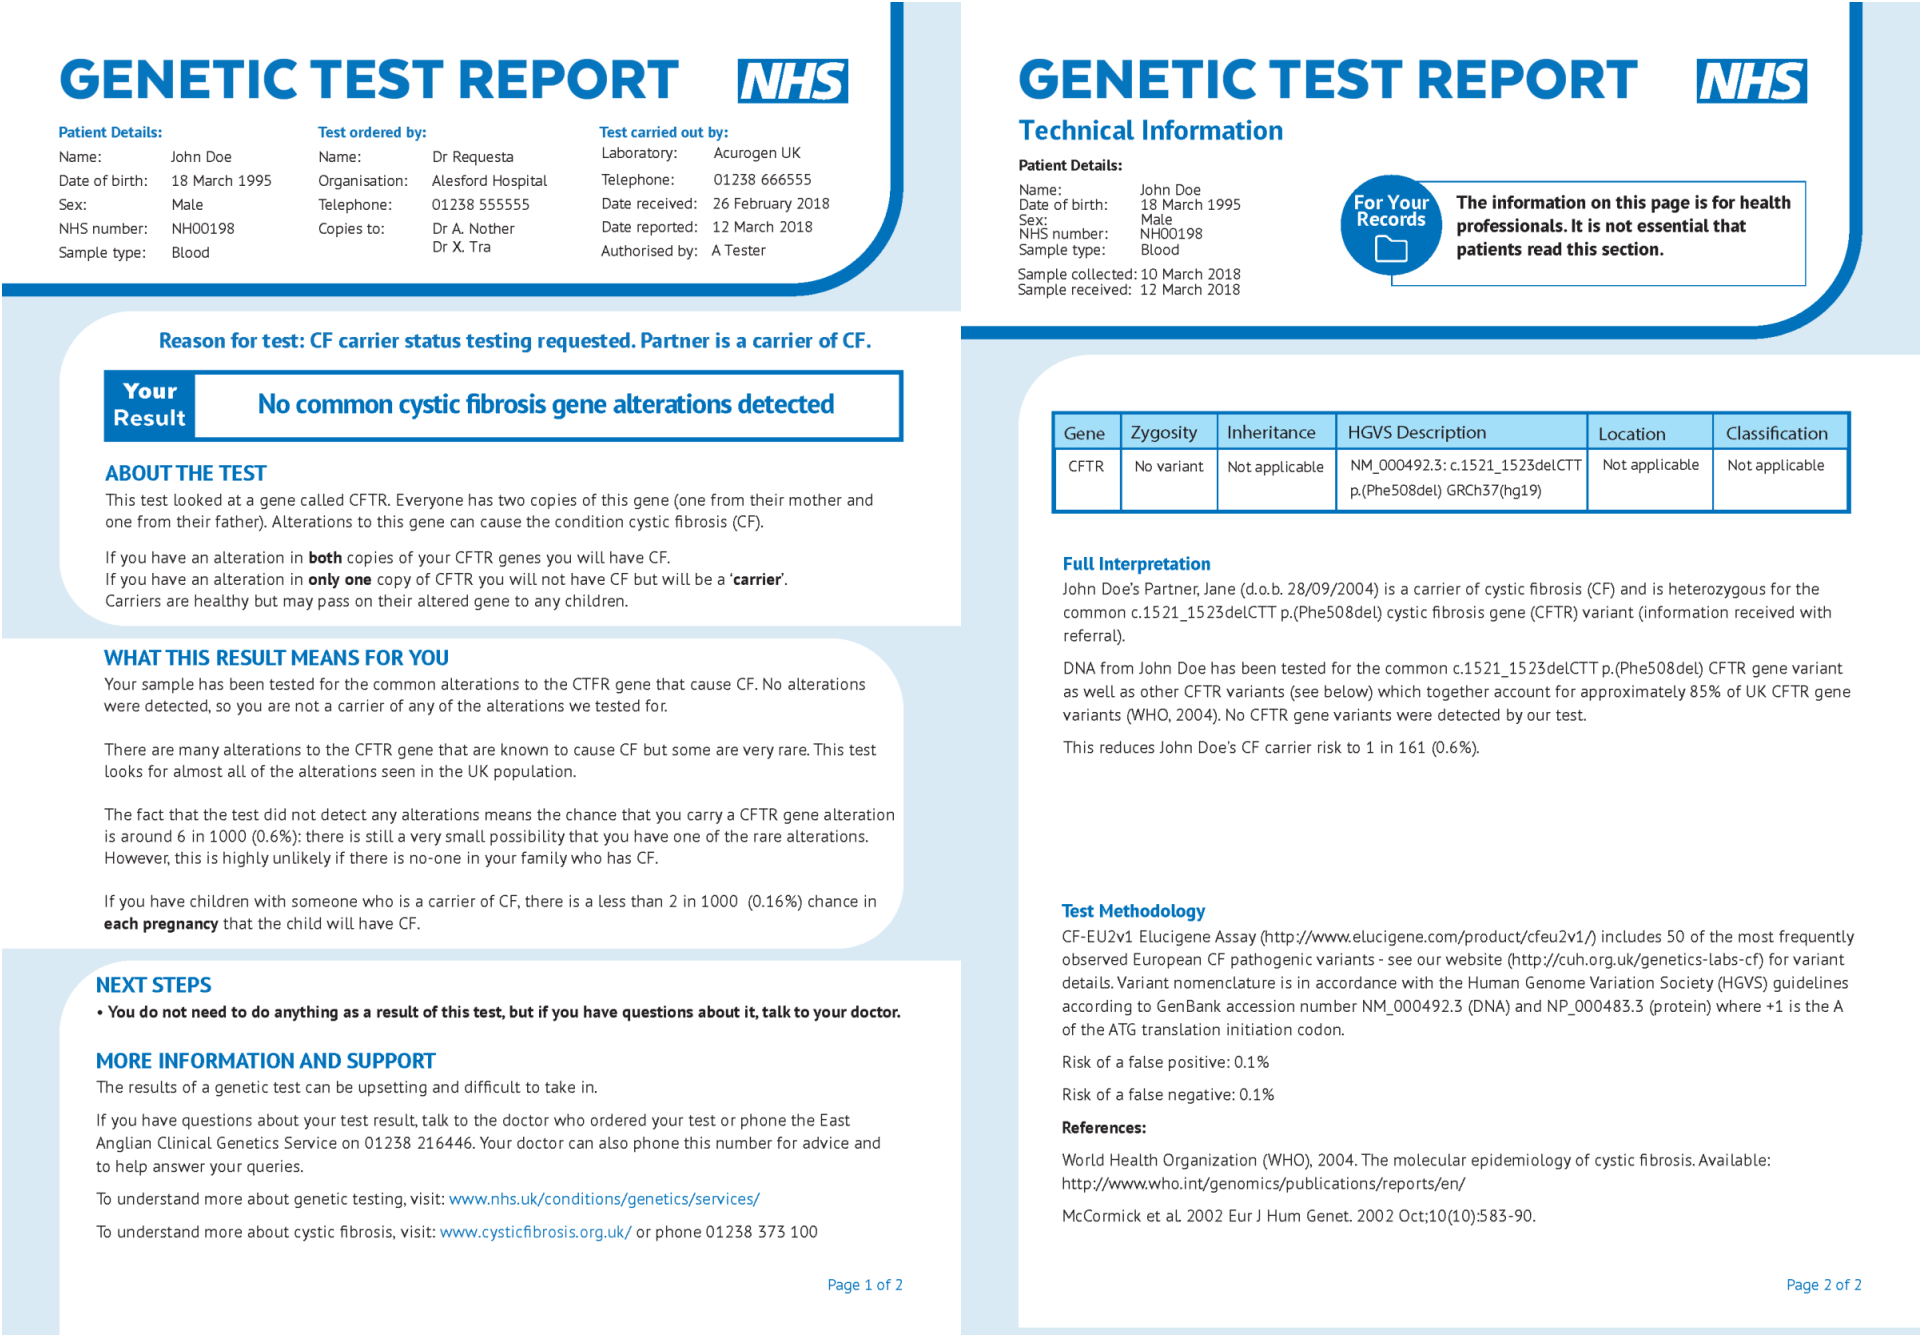 GENETIC TEST REPORT
NHS
Patient Details:
Name: John Doe
Date of birth: 18 March 1995
Sex: Male
NHS number: NH00198
Sample type: Blood
Test ordered by:
Name: Dr Requesta
Organisation: Alesford Hospital
Telephone: 01238 555555
Copies to: Dr A. Nother
Dr X. Tra
Test carried out by:
Laboratory: Acurogen UK
Telephone: 01238 666555
Date received: 26 February 2018
Date reported: 12 March 2018
Authorised by: A Tester
Reason for test: CF carrier status testing requested. Partner is a carrier of CF.
Your
Result
No common cystic fibrosis gene alterations detected
ABOUT THE TEST
This test looked at a gene called CFTR. Everyone has two copies of this gene (one from their mother and
one from their father). Alterations to this gene can cause the condition cystic fibrosis (CF).
If you have an alteration in both copies of your CFTR genes you will have CF.
If you have an alteration in only one copy of CFTR you will not have CF but will be a ‘carrier’.
Carriers are healthy but may pass on their altered gene to any children.
WHAT THIS RESULT MEANS FOR YOU
Your sample has been tested for the common alterations to the CTFR gene that cause CF. No alterations
were detected, so you are not a carrier of any of the alterations we tested for.
There are many alterations to the CFTR gene that are known to cause CF but some are very rare. This test
looks for almost all of the alterations seen in the UK population.
The fact that the test did not detect any alterations means the chance that you carry a CFTR gene alteration
is around 6 in 1000 (0.6%): there is still a very small possibility that you have one of the rare alterations.
However, this is highly unlikely if there is no-one in your family who has CF.
If you have children with someone who is a carrier of CF, there is a less than 2 in 1000 (0.16%) chance in
each pregnancy that the child will have CF.
NEXT STEPS
• You do not need to do anything as a result of this test, but if you have questions about it, talk to your doctor.
MORE INFORMATION AND SUPPORT
The results of a genetic test can be upsetting and difficult to take in.
If you have questions about your test result, talk to the doctor who ordered your test or phone the East
Anglian Clinical Genetics Service on 01238 216446. Your doctor can also phone this number for advice and
to help answer your queries.
To understand more about genetic testing, visit: www.nhs.uk/conditions/genetics/services/
To understand more about cystic fibrosis, visit: www.cysticfibrosis.org.uk/ or phone 01238 373 100
Page 1 of 2
GENETIC TEST REPORT
NHS
Technical Information
Patient Details:
Name: John Doe
Date of birth: 18 March 1995
Sex: Male
NHS number: NH00198
Sample type: Blood
Sample collected: 10 March 2018
Sample received: 12 March 2018
For Your
Records
The information on this page is for health
professionals. It is not essential that
patients read this section.
Gene Zygosity Inheritance HGVS Description Location Classification
CFTR No variant Not applicable NM_000492.3: c.1521_1523delCTT Not applicable Not applicable
p.(Phe508del) GRCh37(hg19)
Full Interpretation
John Doe's Partner, Jane (d.o.b. 28/09/2004) is a carrier of cystic fibrosis (CF) and is heterozygous for the
common c.1521_1523delCTT p.(Phe508del) cystic fibrosis gene (CFTR) variant (information received with
referral).
DNA from John Doe has been tested for the common c.1521_1523delCTT p.(Phe508del) CFTR gene variant
as well as other CFTR variants (see below) which together account for approximately 85% of UK CFTR gene
variants (WHO, 2004). No CFTR gene variants were detected by our test.
This reduces John Doe's CF carrier risk to 1 in 161 (0.6%).
Test Methodology
CF-EU2v1 Elucigene Assay (http://www.elucigene.com/product/cfeu2v1/) includes 50 of the most frequently
observed European CF pathogenic variants - see our website (http://cuh.org.uk/genetics-labs-cf) for variant
details. Variant nomenclature is in accordance with the Human Genome Variation Society (HGVS) guidelines
according to GenBank accession number NM_000492.3 (DNA) and NP_000483.3 (protein) where +1 is the A
of the ATG translation initiation codon.
Risk of a false positive: 0.1%
Risk of a false negative: 0.1%
References:
World Health Organization (WHO), 2004. The molecular epidemiology of cystic fibrosis. Available:
http://www.who.int/genomics/publications/reports/en/
McCormick et al. 2002 Eur J Hum Genet. 2002 Oct;10(10):583-90.
Page 2 of 2